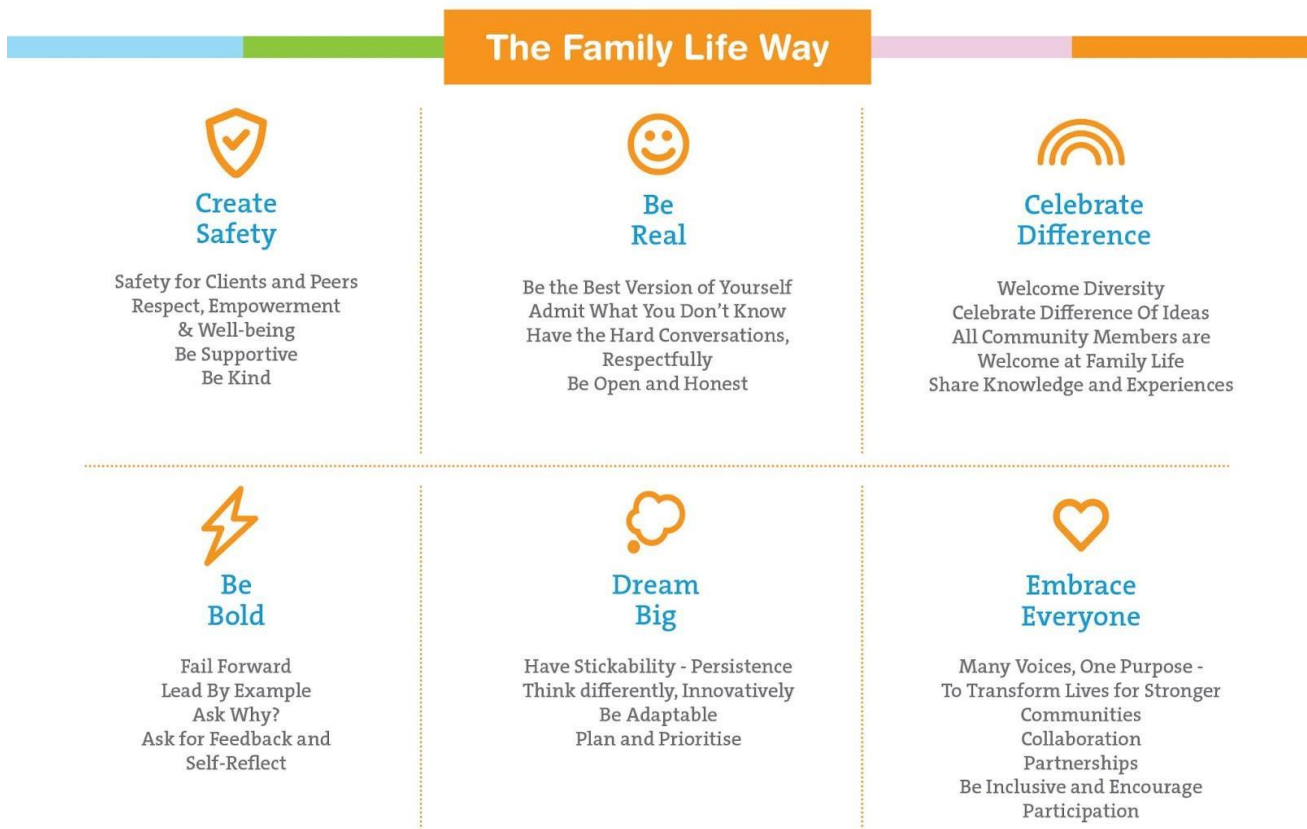 The Family Life Way
Create
Safety
Safety for Clients and Peers
Respect, Empowerment
& Well-being
Be Supportive
Be Kind
Be
Real
Be the Best Version of Yourself
Admit What You Don’t Know
Have the Hard Conversations,
Respectfully
Be Open and Honest
Celebrate
Difference
Welcome Diversity
Celebrate Difference Of Ideas
All Community Members are
Welcome at Family Life
Share Knowledge and Experiences
Be
Bold
Fail Forward
Lead By Example
Ask Why?
Ask for Feedback and
Self-Reflect
Dream
Big
Have Stickability - Persistence
Think differently, Innovatively
Be Adaptable
Plan and Prioritise
Embrace
Everyone
Many Voices, One Purpose -
To Transform Lives for Stronger
Communities
Collaboration
Partnerships
Be Inclusive and Encourage
Participation